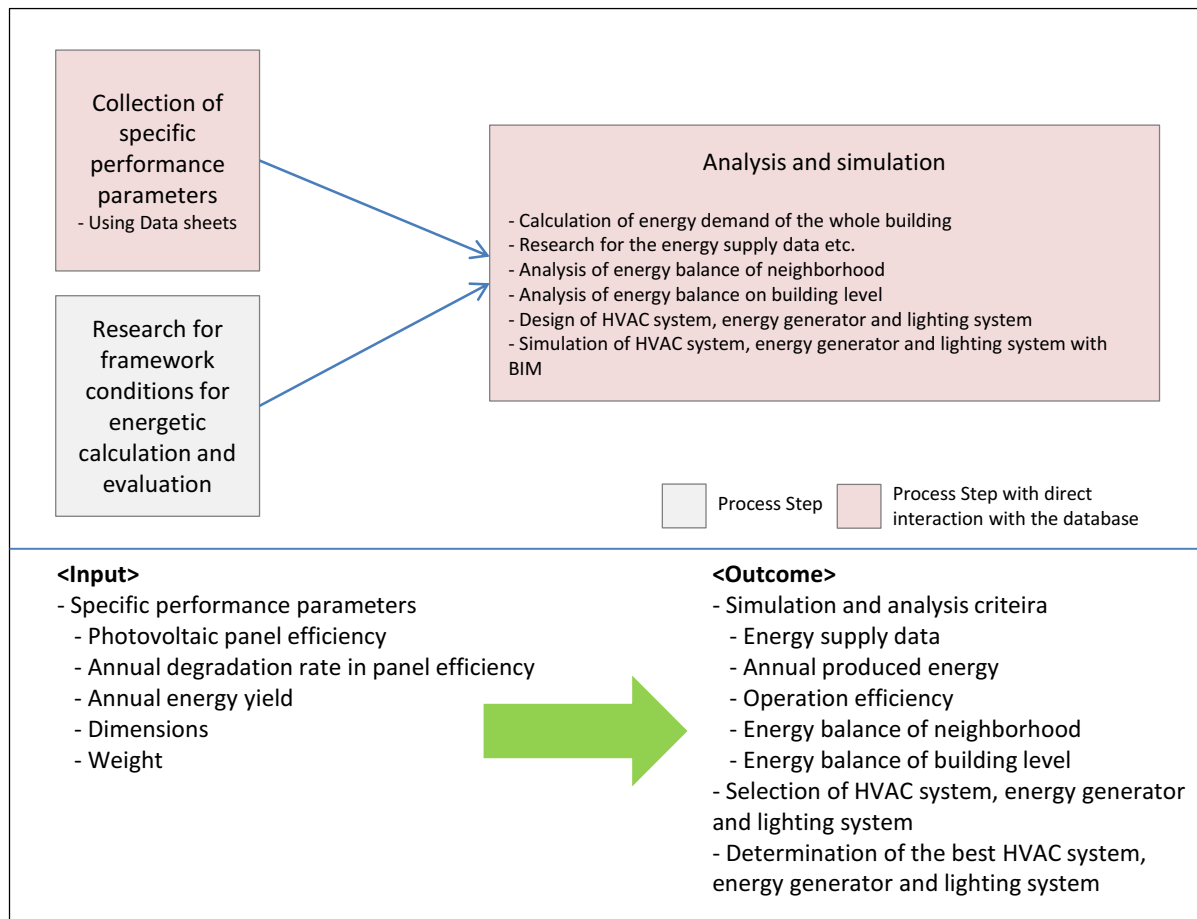 Collection of
specific
performance
parameters
- Using Data sheets
Analysis and simulation
- Calculation of energy demand of the whole building
- Research for the energy supply data etc.
- Analysis of energy balance of neighborhood
- Analysis of energy balance on building level
- Design of HVAC system, energy generator and lighting system
- Simulation of HVAC system, energy generator and lighting system with
BIM
Research for
framework
conditions for
energetic
calculation and
evaluation
Process Step
Process Step with direct
interaction with the database
<Input>
- Specific performance parameters
- Photovoltaic panel efficiency
- Annual degradation rate in panel efficiency
- Annual energy yield
- Dimensions
- Weight
<Outcome>
- Simulation and analysis criteira
- Energy supply data
- Annual produced energy
- Operation efficiency
- Energy balance of neighborhood
- Energy balance of building level
- Selection of HVAC system, energy generator
and lighting system
- Determination of the best HVAC system,
energy generator and lighting system